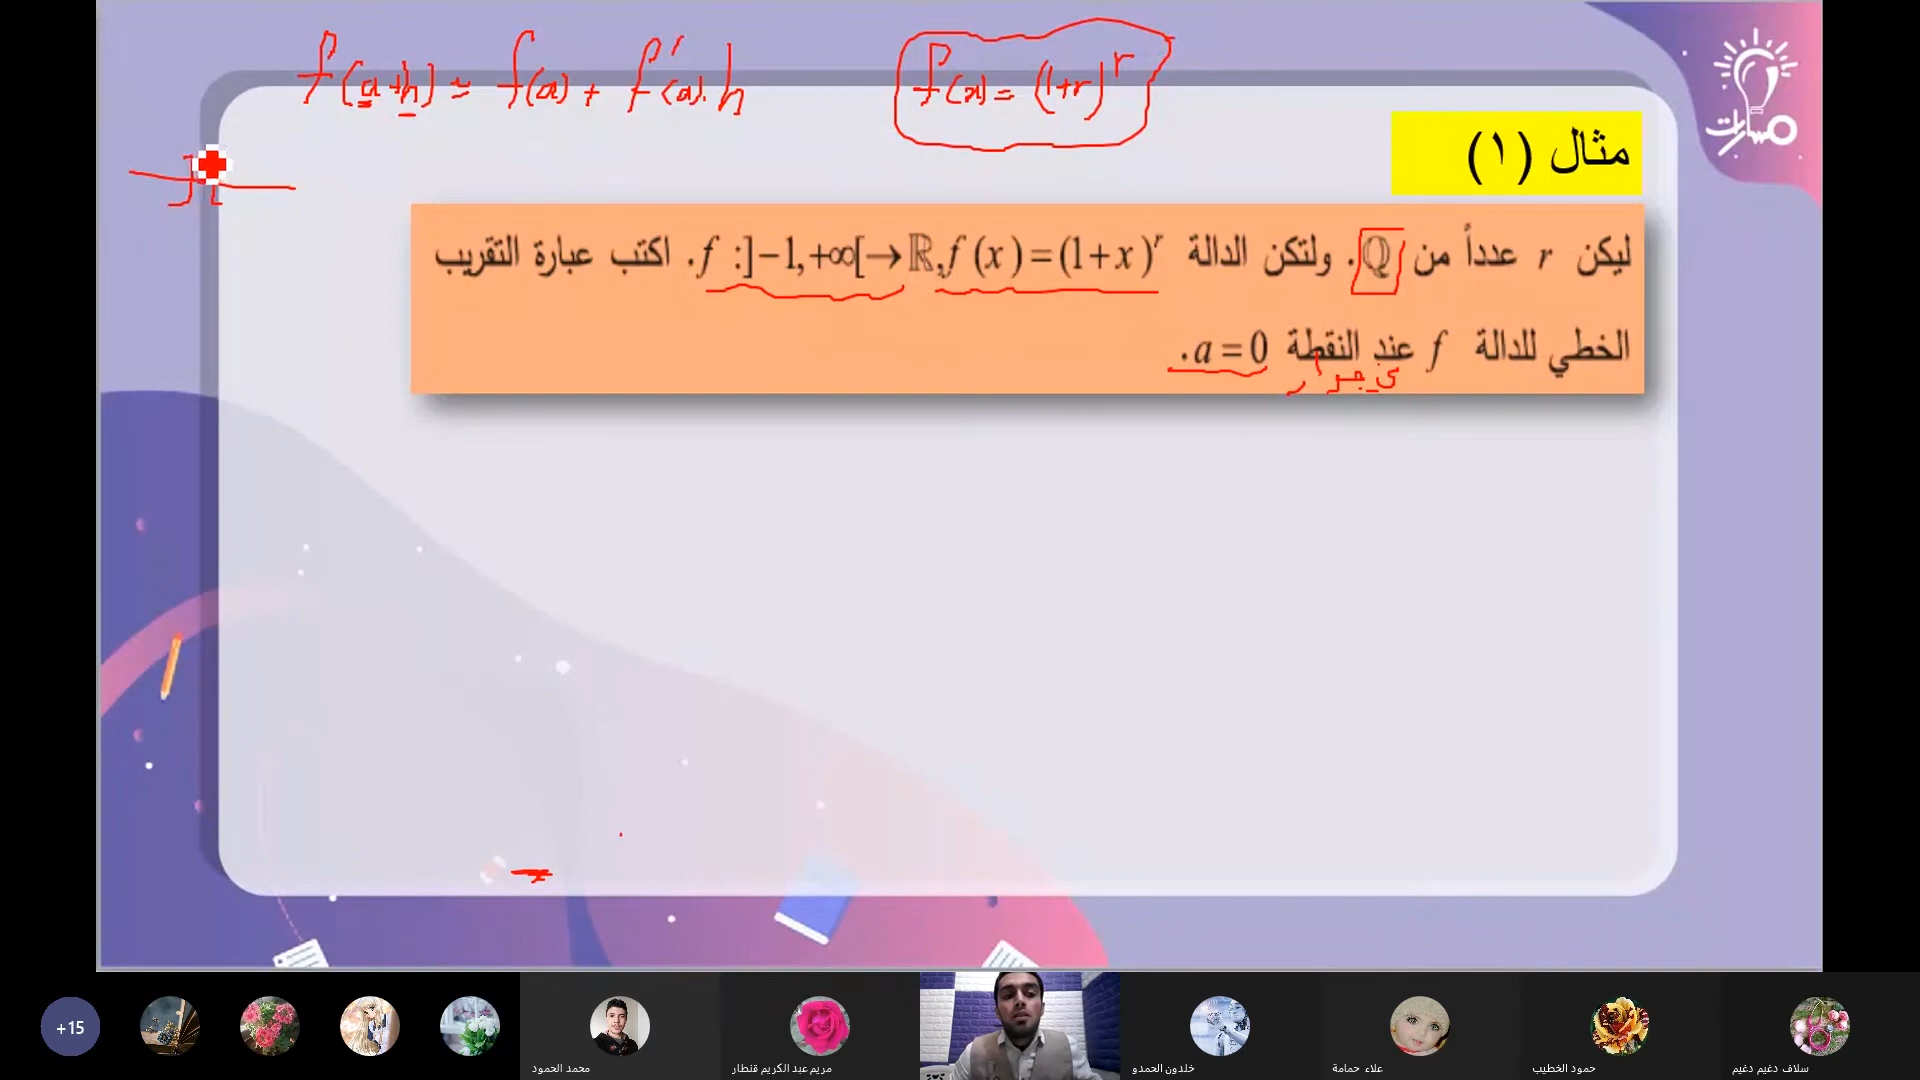 f(a+h) ≈ f(a) + f'(a).h
f(x) = (1+r)^r
مسارات
مثال (١)
ليكن r عدداً من ℚ. ولتكن الدالة f :]−1,+∞[→ℝ, f (x)=(1+x)^r. اكتب عبارة التقريب
الخطي للدالة f عند النقطة a=0.
+15
محمد الحمود
مريم عبد الكريم قنطار
خلدون الحمدو
علاء حمامة
حمود الخطيب
سلاف دغيم دغيم